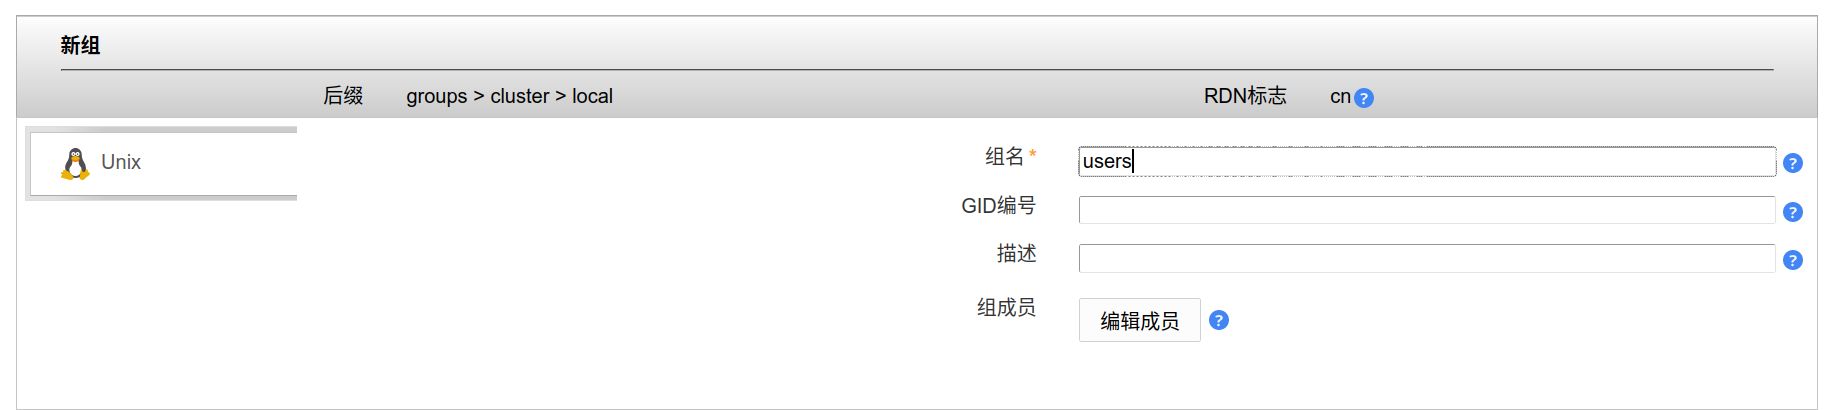 新组
后缀 groups > cluster > local RDN标志 cn ?
Unix
组名 * users ?
GID编号 ?
描述 ?
组成员 编辑成员 ?